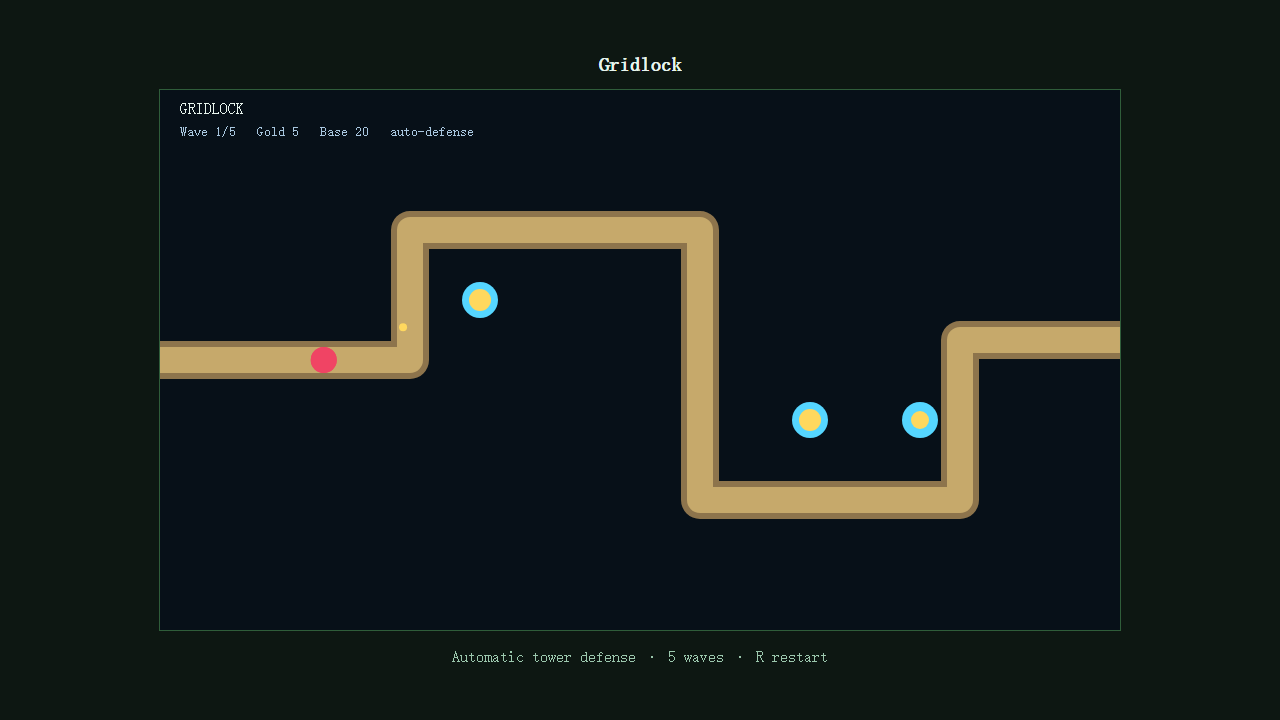 Gridlock
GRIDLOCK
Wave 1/5 Gold 5 Base 20 auto-defense
Automatic tower defense · 5 waves · R restart